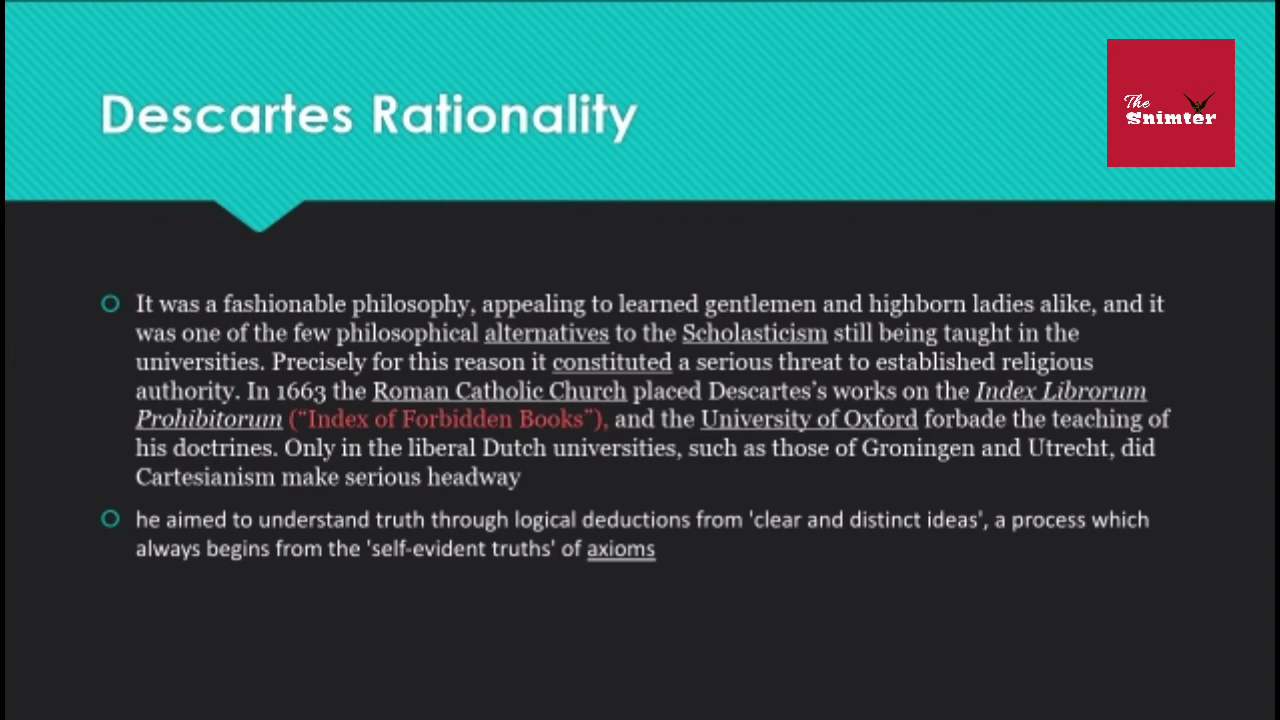 Descartes Rationality
The
Snimter
It was a fashionable philosophy, appealing to learned gentlemen and highborn ladies alike, and it
was one of the few philosophical alternatives to the Scholasticism still being taught in the
universities. Precisely for this reason it constituted a serious threat to established religious
authority. In 1663 the Roman Catholic Church placed Descartes’s works on the Index Librorum
Prohibitorum (“Index of Forbidden Books”), and the University of Oxford forbade the teaching of
his doctrines. Only in the liberal Dutch universities, such as those of Groningen and Utrecht, did
Cartesianism make serious headway
he aimed to understand truth through logical deductions from 'clear and distinct ideas', a process which
always begins from the 'self-evident truths' of axioms